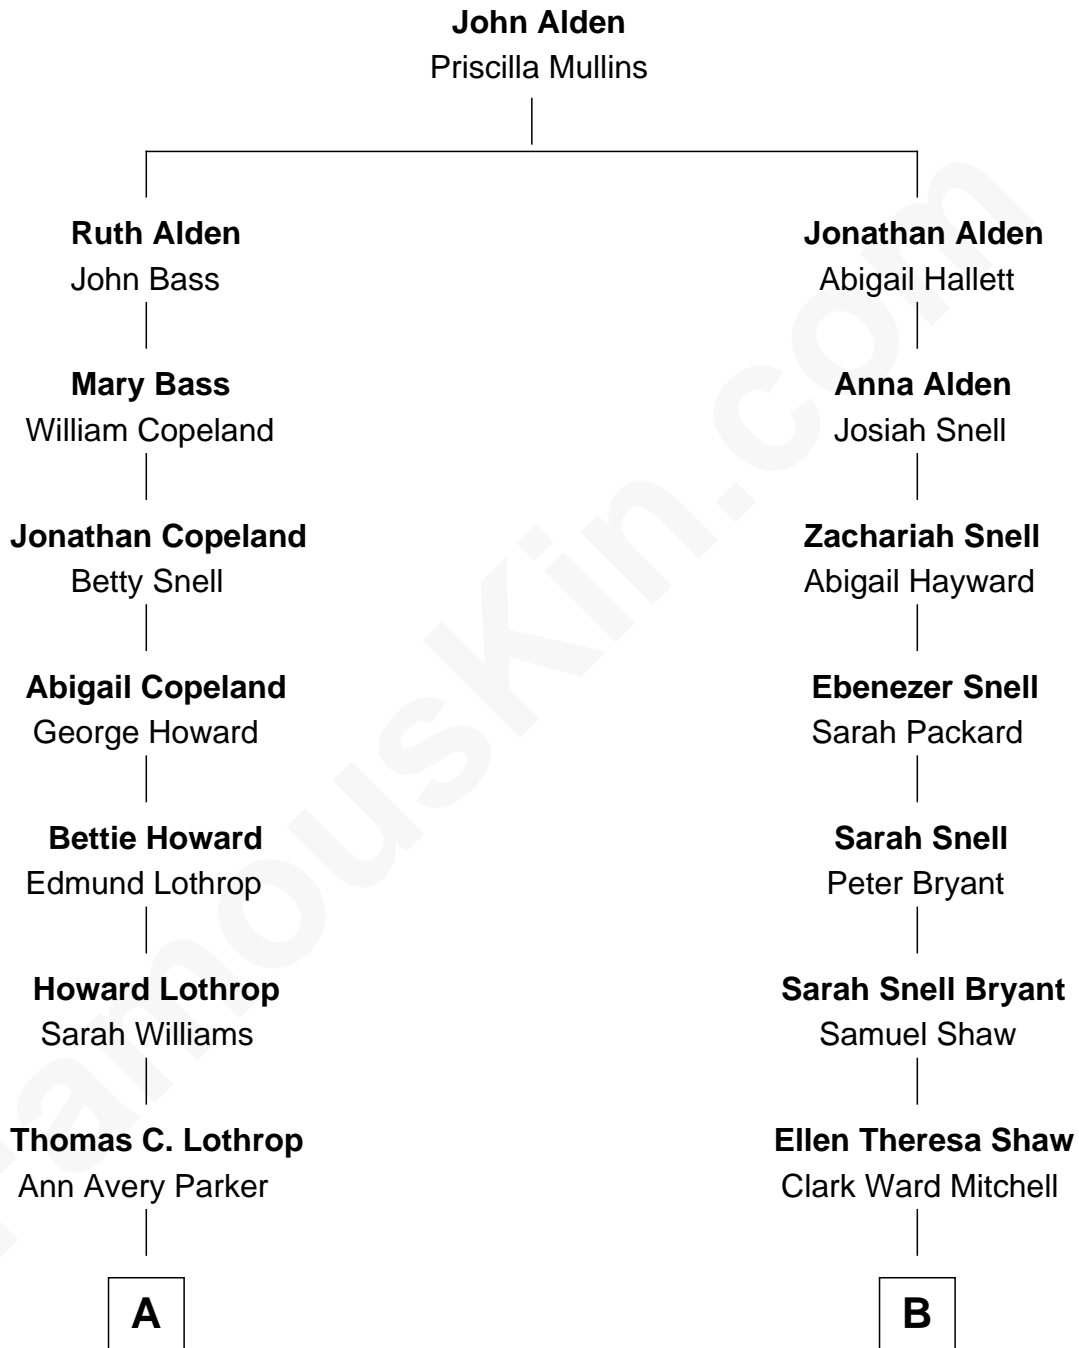 John Alden
Priscilla Mullins
Ruth Alden
John Bass
Jonathan Alden
Abigail Hallett
Mary Bass
William Copeland
Anna Alden
Josiah Snell
Jonathan Copeland
Betty Snell
Zachariah Snell
Abigail Hayward
Abigail Copeland
George Howard
Ebenezer Snell
Sarah Packard
Bettie Howard
Edmund Lothrop
Sarah Snell
Peter Bryant
Howard Lothrop
Sarah Williams
Sarah Snell Bryant
Samuel Shaw
Thomas C. Lothrop
Ann Avery Parker
Ellen Theresa Shaw
Clark Ward Mitchell
A
B
FamousKin.com